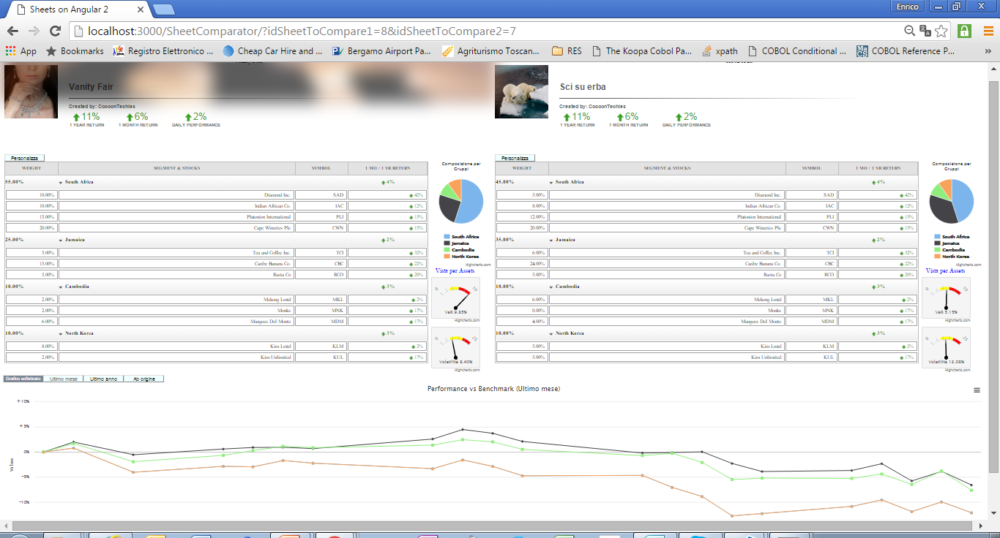 Sheets on Angular 2
Enrico
localhost:3000/SheetComparator/?idSheetToCompare1=8&idSheetToCompare2=7
App Bookmarks Registro Elettronico ... Cheap Car Hire and ... Bergamo Airport Pa... Agriturismo Toscan... RES The Koopa Cobol Pa... xpath COBOL Conditional ... COBOL Reference P... »
Vanity Fair
Created by: CoooonTechies
11% 6% 2%
1 YEAR RETURN 1 MONTH RETURN DAILY PERFORMANCE
Sci su erba
Created by: CoooonTechies
11% 6% 2%
1 YEAR RETURN 1 MONTH RETURN DAILY PERFORMANCE
Personalizza
WEIGHT SEGMENT & STOCKS SYMBOL 1 MO / 1 YR RETURN
55.00% South Africa 4%
10.00% Diamond Inc. SAD 42%
10.00% Indian African Co. IAC 12%
15.00% Plutonion International PLI 15%
20.00% Cape Wineries Plc CWN 15%
25.00% Jamaica 2%
5.00% Tea and Coffee Inc. TCI 32%
15.00% Caribe Banana Co. CBC 22%
5.00% Rasta Co RCO 20%
10.00% Cambodia 3%
2.00% Mekong Lmtd MKL 2%
2.00% Monks MNK 17%
6.00% Mangoes Del Monte MDM 17%
10.00% North Korea 3%
8.00% Kim Lmtd KLM 2%
2.00% Kim Unlimited KUL 17%
Composizione per
Gruppi
South Africa
Jamaica
Cambodia
North Korea
Highcharts.com
Vista per Assets
0 10
VaR 9.85%
Highcharts.com
0 25
Volatilità 9.40%
Highcharts.com
Personalizza
WEIGHT SEGMENT & STOCKS SYMBOL 1 MO / 1 YR RETURN
45.00% South Africa 4%
5.00% Diamond Inc. SAD 42%
8.00% Indian African Co. IAC 12%
12.00% Plutonion International PLI 15%
20.00% Cape Wineries Plc CWN 15%
35.00% Jamaica 2%
6.00% Tea and Coffee Inc. TCI 32%
24.00% Caribe Banana Co. CBC 22%
5.00% Rasta Co RCO 20%
10.00% Cambodia 3%
6.00% Mekong Lmtd MKL 2%
0.00% Monks MNK 17%
4.00% Mangoes Del Monte MDM 17%
10.00% North Korea 3%
5.00% Kim Lmtd KLM 2%
5.00% Kim Unlimited KUL 17%
Composizione per
Gruppi
South Africa
Jamaica
Cambodia
North Korea
Highcharts.com
Vista per Assets
0 10
VaR 5.15%
Highcharts.com
0 25
Volatilità 12.08%
Highcharts.com
Grafico sofisticato Ultimo mese Ultimo anno Ab origine
Performance vs Benchmark (Ultimo mese)
+10%
+5%
0%
-5%
-10%
Values